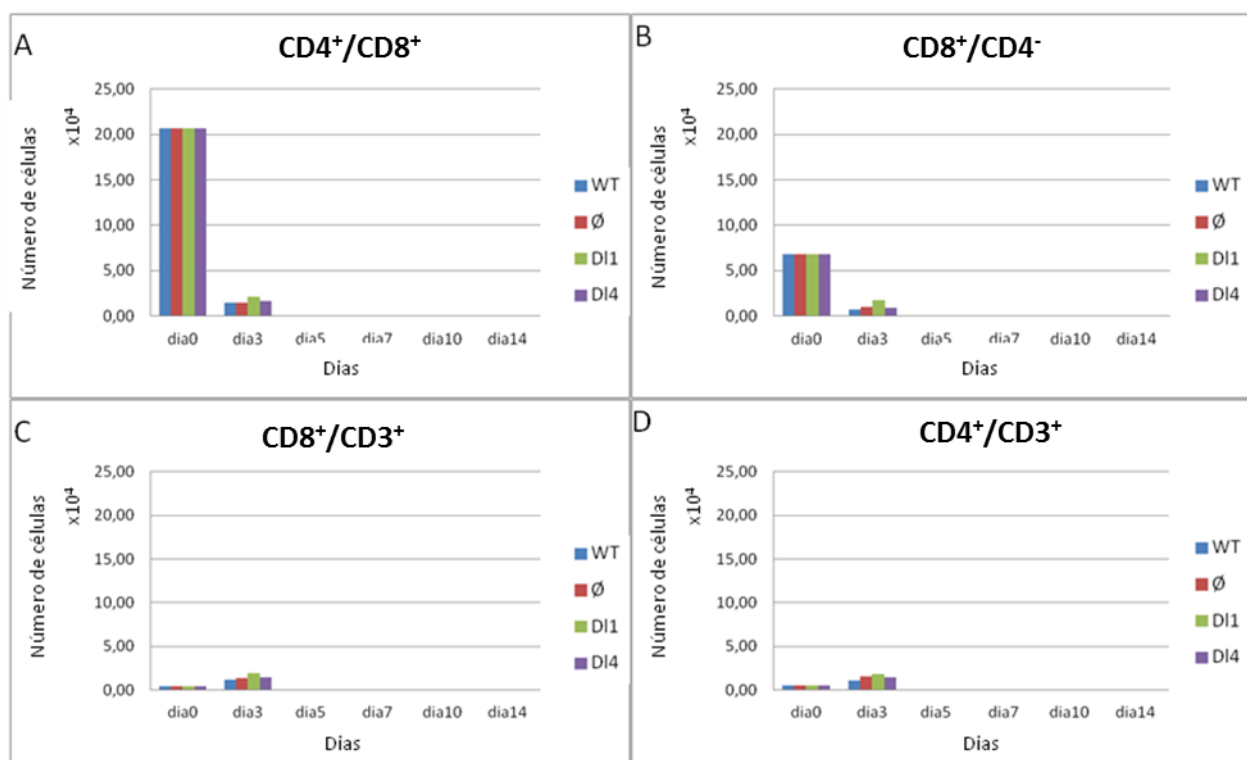 A
CD4⁺/CD8⁺
Número de células
x10⁴
25,00
20,00
15,00
10,00
5,00
0,00
dia0 dia3 dia5 dia7 dia10 dia14
Dias
WT
Ø
Dl1
Dl4
B
CD8⁺/CD4⁻
Número de células
x10⁴
25,00
20,00
15,00
10,00
5,00
0,00
dia0 dia3 dia5 dia7 dia10 dia14
Dias
WT
Ø
Dl1
Dl4
C
CD8⁺/CD3⁺
Número de células
x10⁴
25,00
20,00
15,00
10,00
5,00
0,00
dia0 dia3 dia5 dia7 dia10 dia14
Dias
WT
Ø
Dl1
Dl4
D
CD4⁺/CD3⁺
Número de células
x10⁴
25,00
20,00
15,00
10,00
5,00
0,00
dia0 dia3 dia5 dia7 dia10 dia14
Dias
WT
Ø
Dl1
Dl4